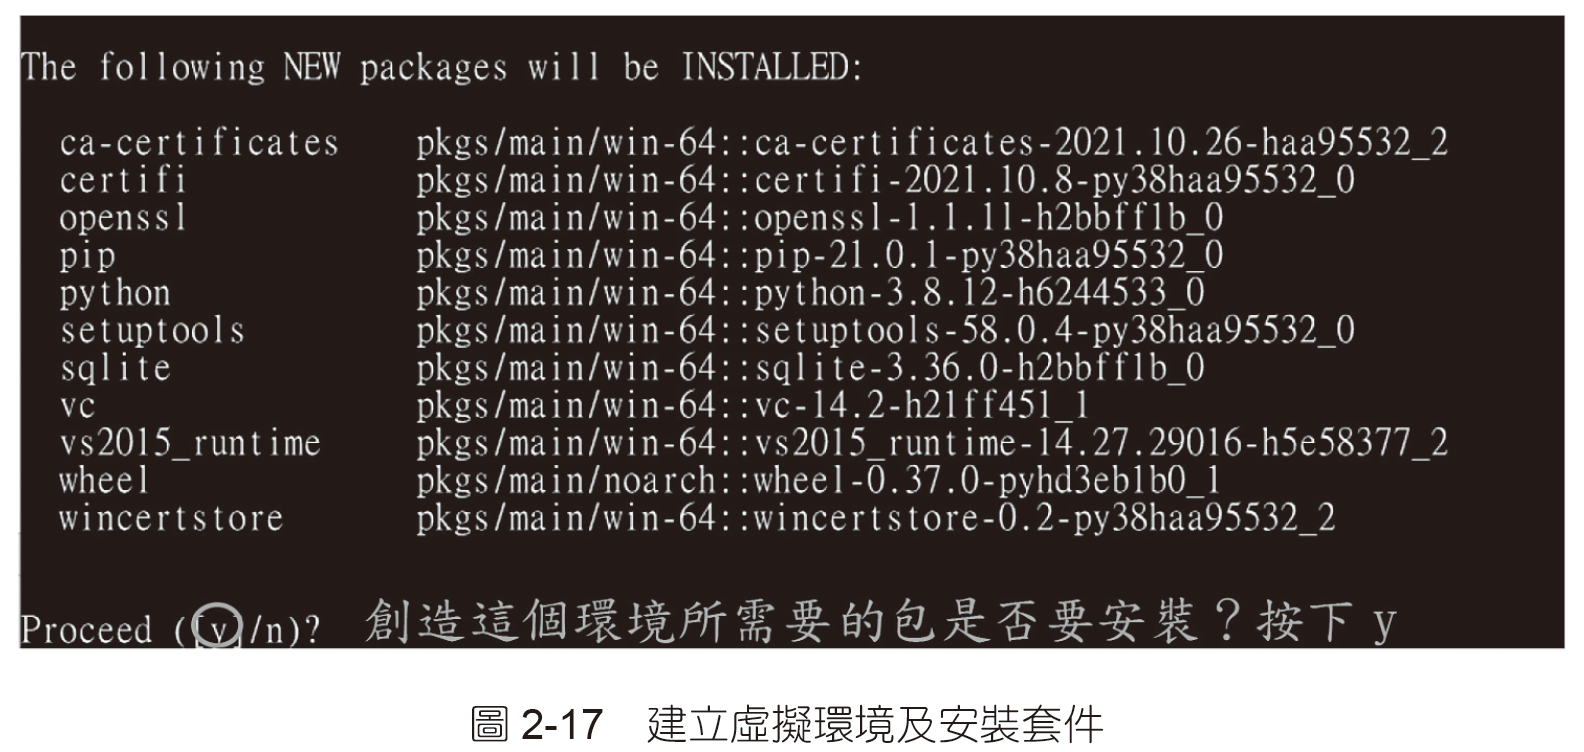 The following NEW packages will be INSTALLED:
ca-certificates pkgs/main/win-64::ca-certificates-2021.10.26-haa95532_2
certifi pkgs/main/win-64::certifi-2021.10.8-py38haa95532_0
openssl pkgs/main/win-64::openssl-1.1.1l-h2bbff1b_0
pip pkgs/main/win-64::pip-21.0.1-py38haa95532_0
python pkgs/main/win-64::python-3.8.12-h6244533_0
setuptools pkgs/main/win-64::setuptools-58.0.4-py38haa95532_0
sqlite pkgs/main/win-64::sqlite-3.36.0-h2bbff1b_0
vc pkgs/main/win-64::vc-14.2-h21ff451_1
vs2015_runtime pkgs/main/win-64::vs2015_runtime-14.27.29016-h5e58377_2
wheel pkgs/main/noarch::wheel-0.37.0-pyhd3eb1b0_1
wincertstore pkgs/main/win-64::wincertstore-0.2-py38haa95532_2
Proceed ([y]/n)? 創造這個環境所需要的包是否要安裝？按下 y
圖 2-17 建立虛擬環境及安裝套件